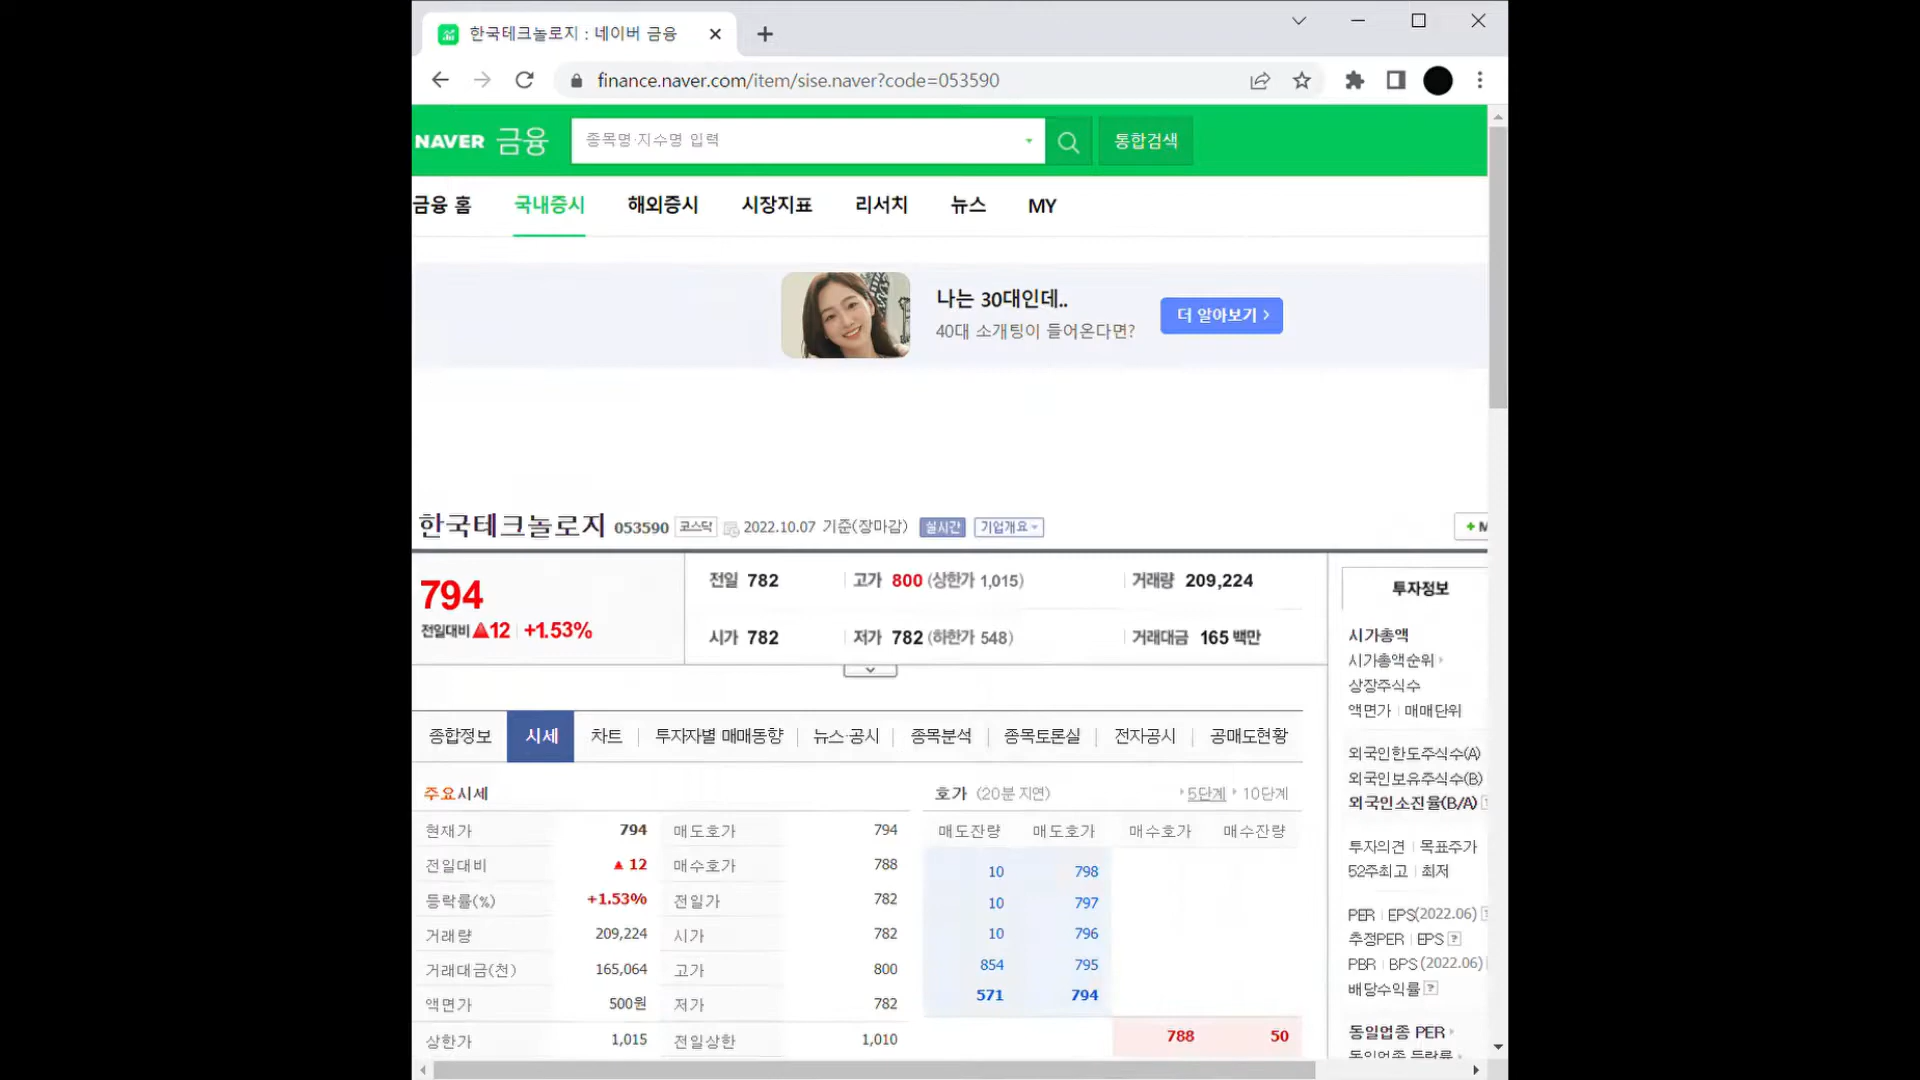 한국테크놀로지 : 네이버 금융
finance.naver.com/item/sise.naver?code=053590
NAVER 금융 종목명·지수명 입력 통합검색
금융 홈 국내증시 해외증시 시장지표 리서치 뉴스 MY
나는 30대인데..
40대 소개팅이 들어온다면?
더 알아보기 >
한국테크놀로지 053590 코스닥 2022.10.07 기준(장마감) 실시간 기업개요
794
전일대비 ▲12 +1.53%
전일 782 고가 800 (상한가 1,015) 거래량 209,224
시가 782 저가 782 (하한가 548) 거래대금 165 백만
종합정보 시세 차트 투자자별 매매동향 뉴스·공시 종목분석 종목토론실 전자공시 공매도현황
주요시세
현재가 794 매도호가 794
전일대비 ▲ 12 매수호가 788
등락률(%) +1.53% 전일가 782
거래량 209,224 시가 782
거래대금(천) 165,064 고가 800
액면가 500원 저가 782
상한가 1,015 전일상한 1,010
호가 (20분 지연) 5단계 10단계
매도잔량 매도호가 매수호가 매수잔량
10 798
10 797
10 796
854 795
571 794
788 50
투자정보
시가총액
시가총액순위
상장주식수
액면가 | 매매단위
외국인한도주식수(A)
외국인보유주식수(B)
외국인소진율(B/A) ?
투자의견 | 목표주가
52주최고 | 최저
PER | EPS(2022.06) ?
추정PER | EPS ?
PBR | BPS (2022.06)
배당수익률 ?
동일업종 PER
동일업종 등락률